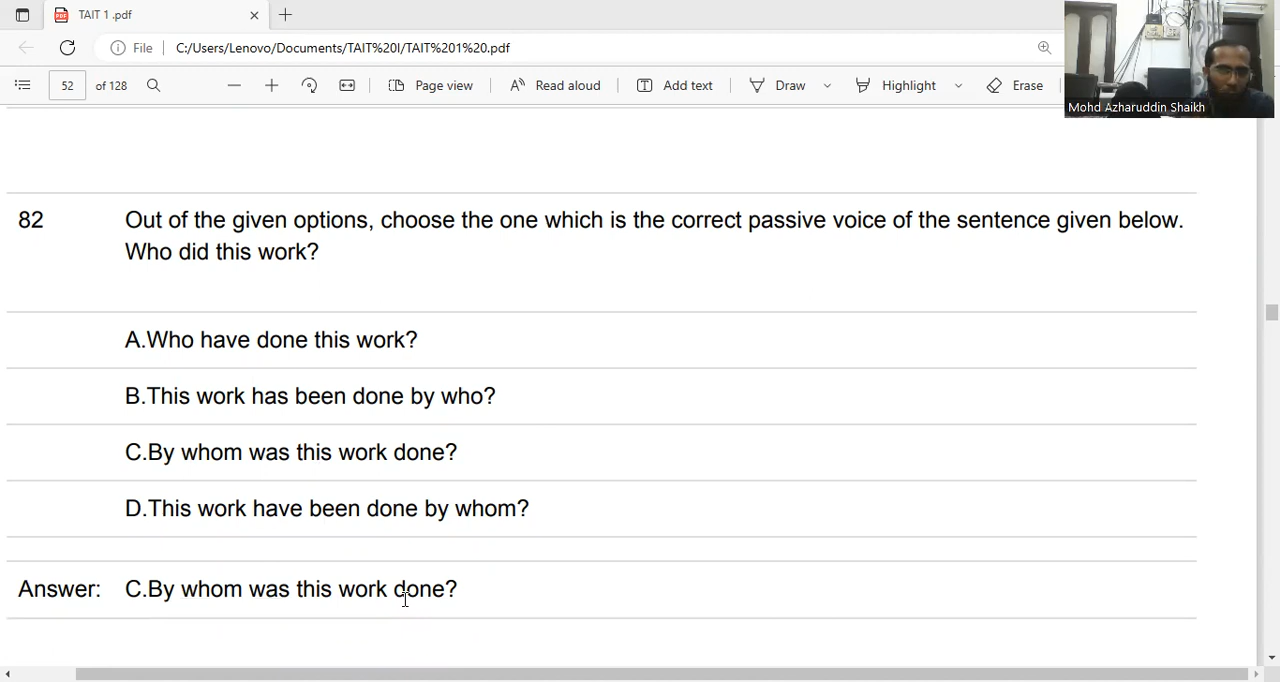 TAIT 1 .pdf
File
C:/Users/Lenovo/Documents/TAIT%20I/TAIT%201%20.pdf
52 of 128
Page view
Read aloud
Add text
Draw
Highlight
Erase
Mohd Azharuddin Shaikh
82 Out of the given options, choose the one which is the correct passive voice of the sentence given below.
Who did this work?
A.Who have done this work?
B.This work has been done by who?
C.By whom was this work done?
D.This work have been done by whom?
Answer: C.By whom was this work done?